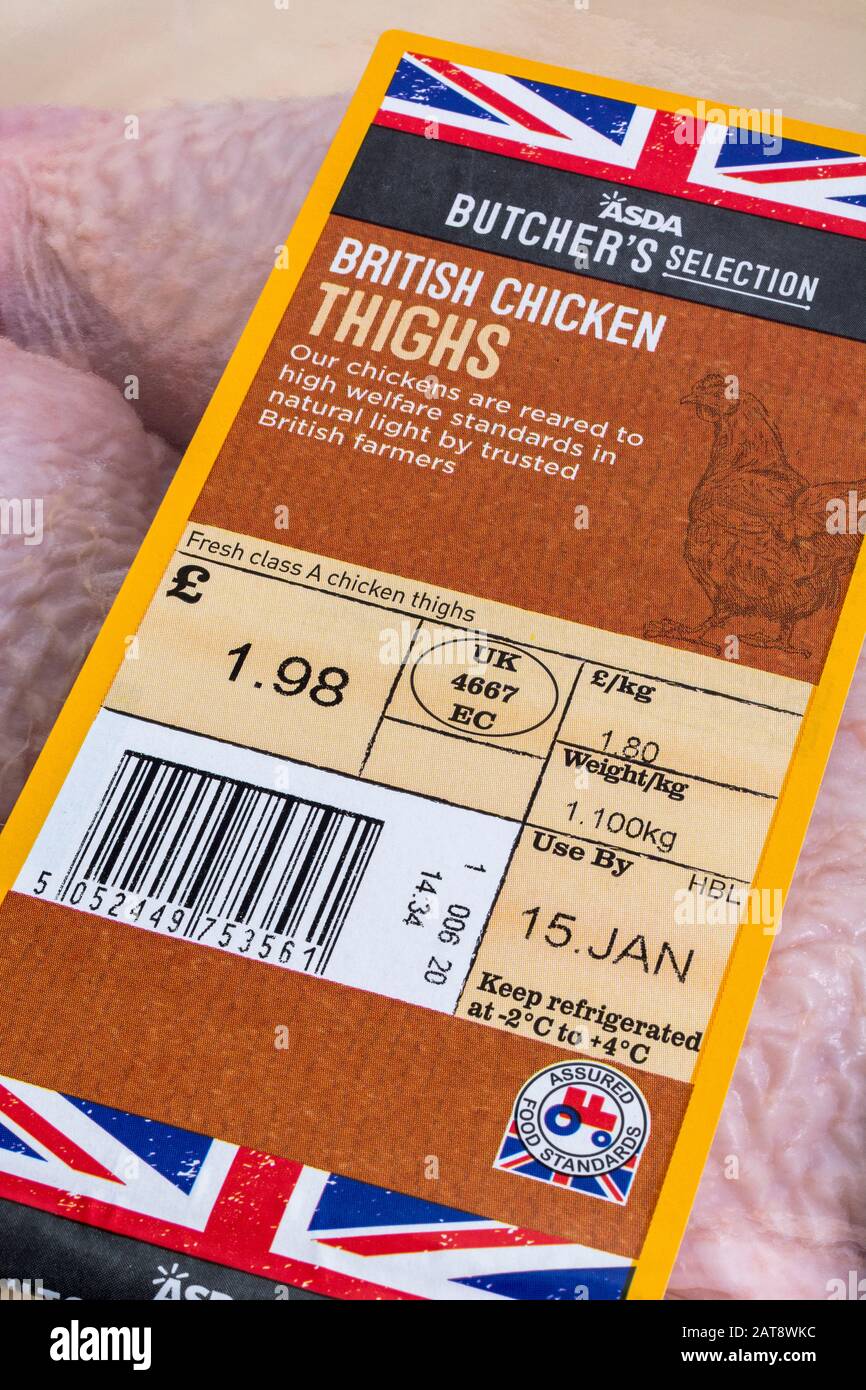 ASDA
BUTCHER'S SELECTION
BRITISH CHICKEN
THIGHS
Our chickens are reared to
high welfare standards in
natural light by trusted
British farmers
Fresh class A chicken thighs
£
1.98
UK
4667
EC
£/kg
1.80
Weight/kg
1.100kg
Use By
HBL
15.JAN
Keep refrigerated
at -2°C to +4°C
5 052449 753561
1 006 20
14:34
ASSURED
FOOD STANDARDS
ASDA
alamy
Image ID: 2AT8WKC
www.alamy.com